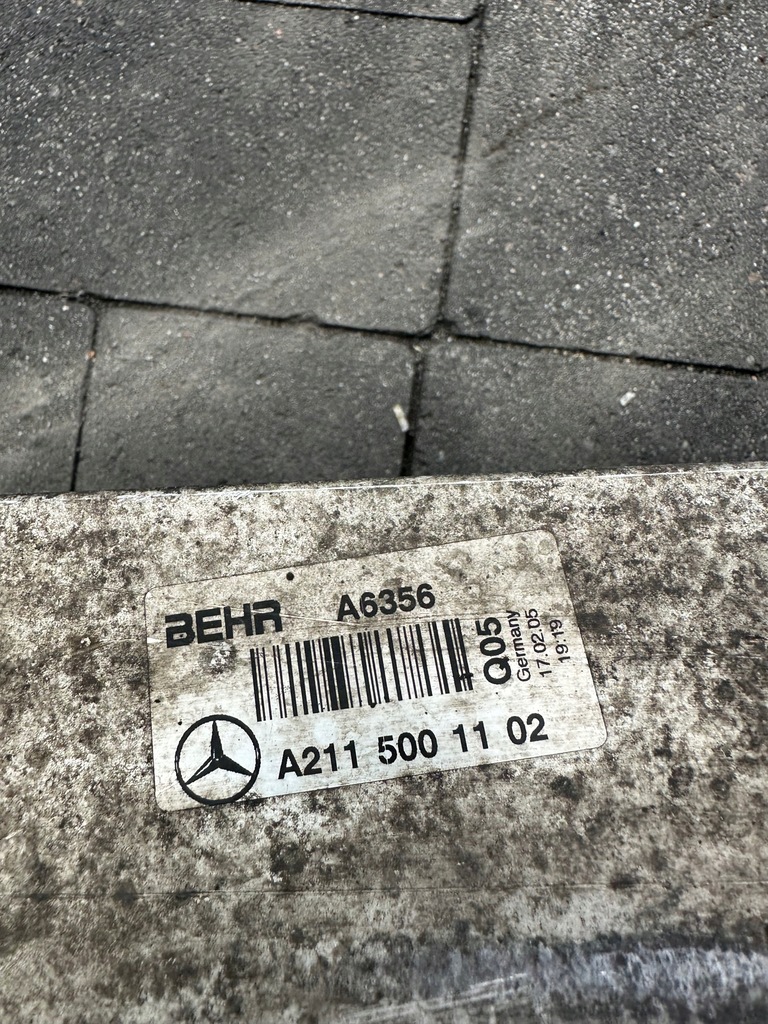 BEHR A6356
Q05
Germany
17.02.05
19:19
A211 500 11 02